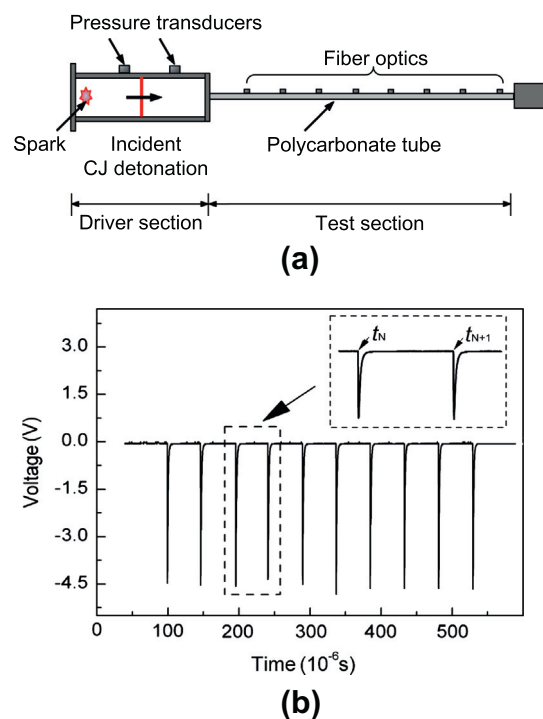 Pressure transducers
Fiber optics
Spark
Incident
CJ detonation
Polycarbonate tube
Driver section
Test section
(a)
3.0
1.5
0.0
-1.5
-3.0
-4.5
Voltage (V)
tN
tN+1
0
100
200
300
400
500
Time (10-6s)
(b)